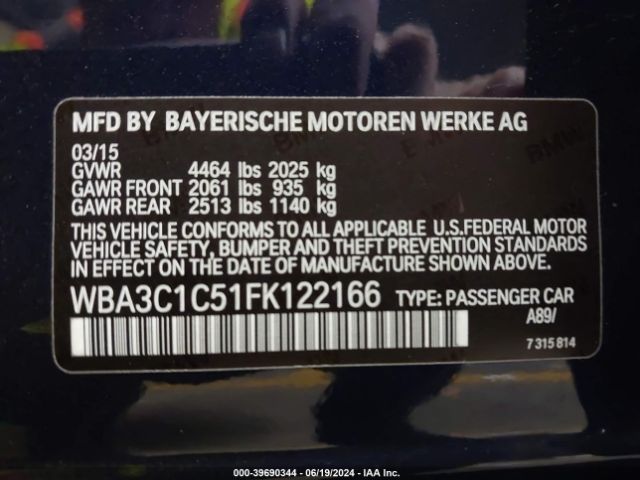 MFD BY BAYERISCHE MOTOREN WERKE AG
03/15
GVWR 4464 lbs 2025 kg
GAWR FRONT 2061 lbs 935 kg
GAWR REAR 2513 lbs 1140 kg
THIS VEHICLE CONFORMS TO ALL APPLICABLE U.S.FEDERAL MOTOR
VEHICLE SAFETY, BUMPER AND THEFT PREVENTION STANDARDS
IN EFFECT ON THE DATE OF MANUFACTURE SHOWN ABOVE.
WBA3C1C51FK122166 TYPE: PASSENGER CAR
A89/
7 315 814
000-39690344 - 06/19/2024 - IAA Inc.